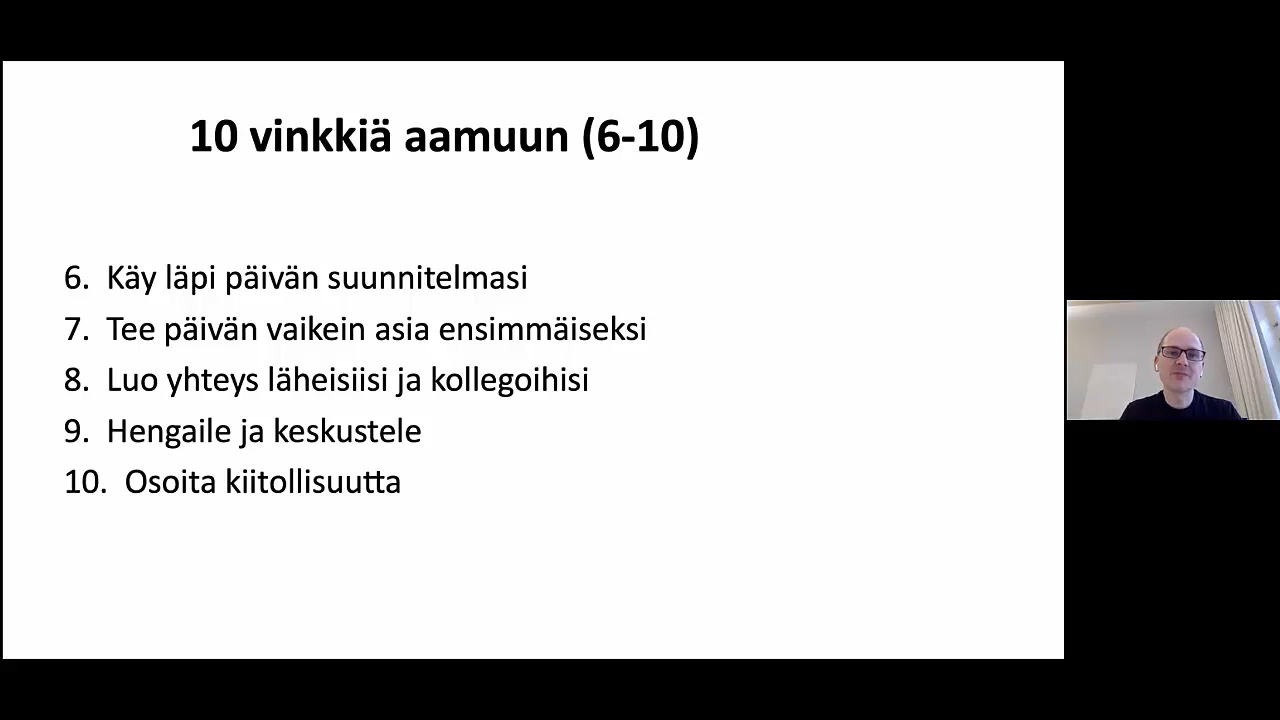 10 vinkkiä aamuun (6-10)
6. Käy läpi päivän suunnitelmasi
7. Tee päivän vaikein asia ensimmäiseksi
8. Luo yhteys läheisiisi ja kollegoihisi
9. Hengaile ja keskustele
10. Osoita kiitollisuutta